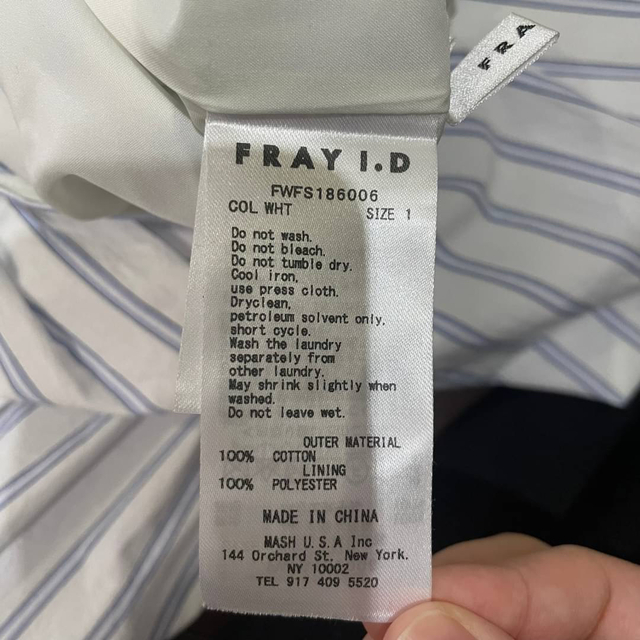 FRA
FRAY I.D
FWFS186006
COL WHT SIZE 1
Do not wash.
Do not bleach.
Do not tumble dry.
Cool iron,
use press cloth.
Dryclean,
petroleum solvent only.
short cycle.
Wash the laundry
separately from
other laundry.
May shrink slightly when
washed.
Do not leave wet.
OUTER MATERIAL
100% COTTON
LINING
100% POLYESTER
MADE IN CHINA
MASH U.S.A Inc
144 Orchard St. New York.
NY 10002
TEL 917 409 5520